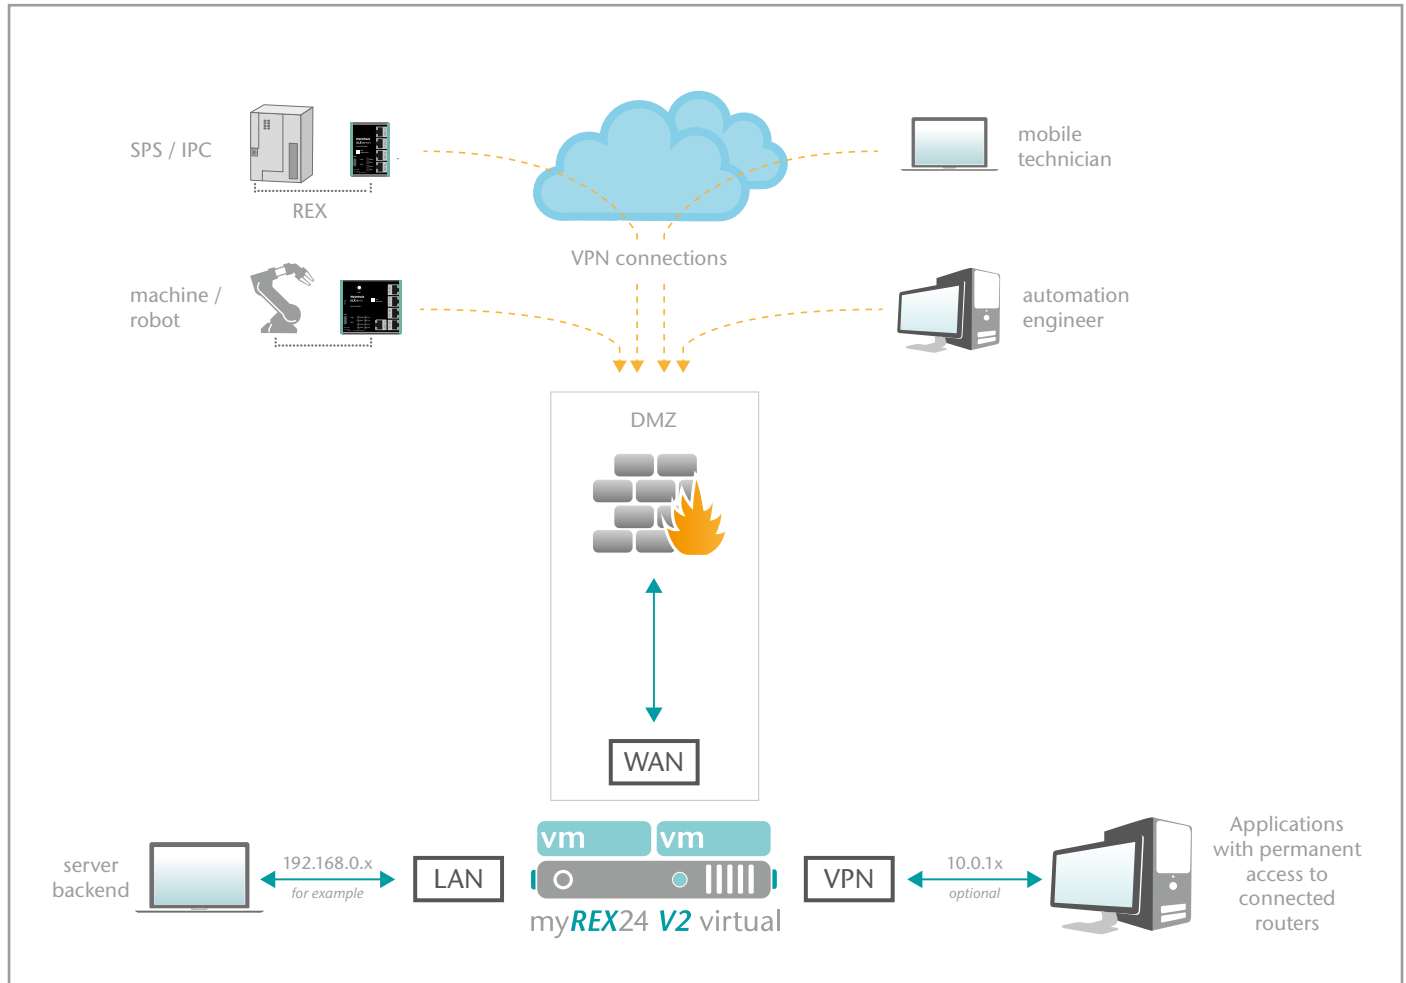 SPS / IPC
REX
mobile
technician
VPN connections
machine /
robot
automation
engineer
DMZ
WAN
server
backend
192.168.0.x
for example
LAN
vm
vm
myREX24 V2 virtual
VPN
10.0.1x
optional
Applications
with permanent
access to
connected
routers